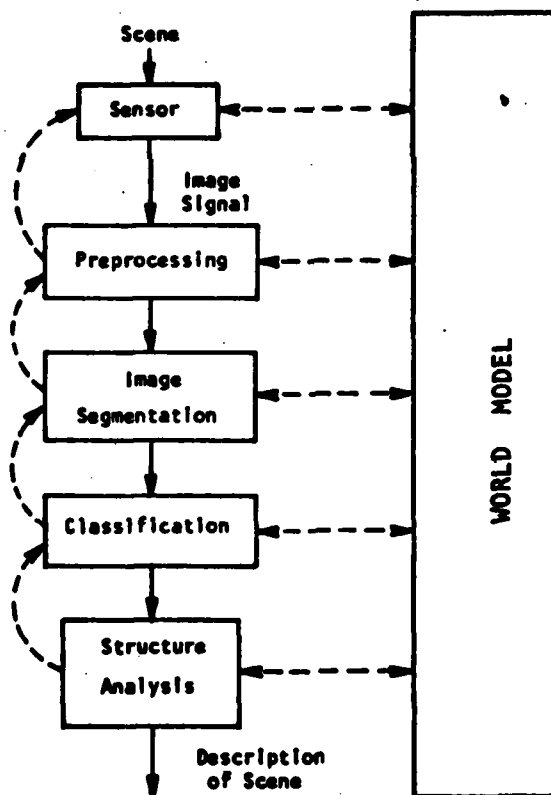 Scene
Sensor
Image
Signal
Preprocessing
Image
Segmentation
Classification
Structure
Analysis
Description
of Scene
WORLD MODEL